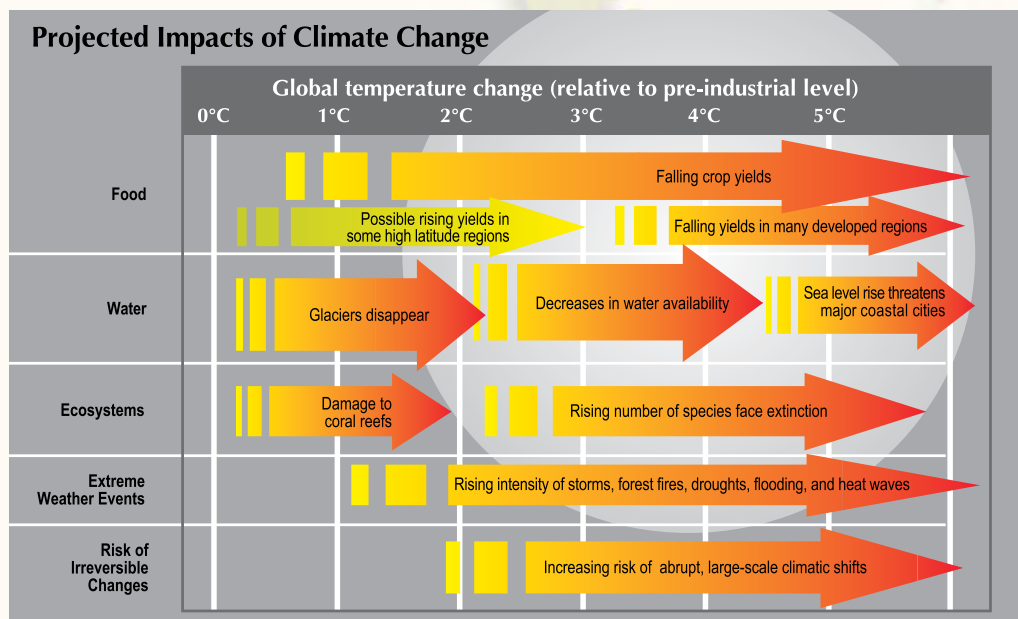 Projected Impacts of Climate Change
Global temperature change (relative to pre-industrial level)
0°C 1°C 2°C 3°C 4°C 5°C
Food
Falling crop yields
Possible rising yields in
some high latitude regions
Falling yields in many developed regions
Water
Glaciers disappear
Decreases in water availability
Sea level rise threatens
major coastal cities
Ecosystems
Damage to
coral reefs
Rising number of species face extinction
Extreme
Weather Events
Rising intensity of storms, forest fires, droughts, flooding, and heat waves
Risk of
Irreversible
Changes
Increasing risk of abrupt, large-scale climatic shifts